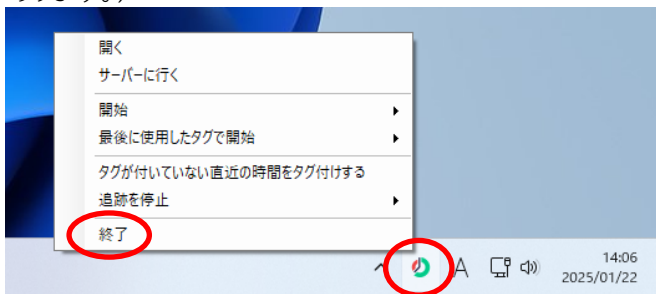 開く
サーバーに行く
開始
最後に使用したタグで開始
タグが付いていない直近の時間をタグ付けする
追跡を停止
終了
A
14:06
2025/01/22